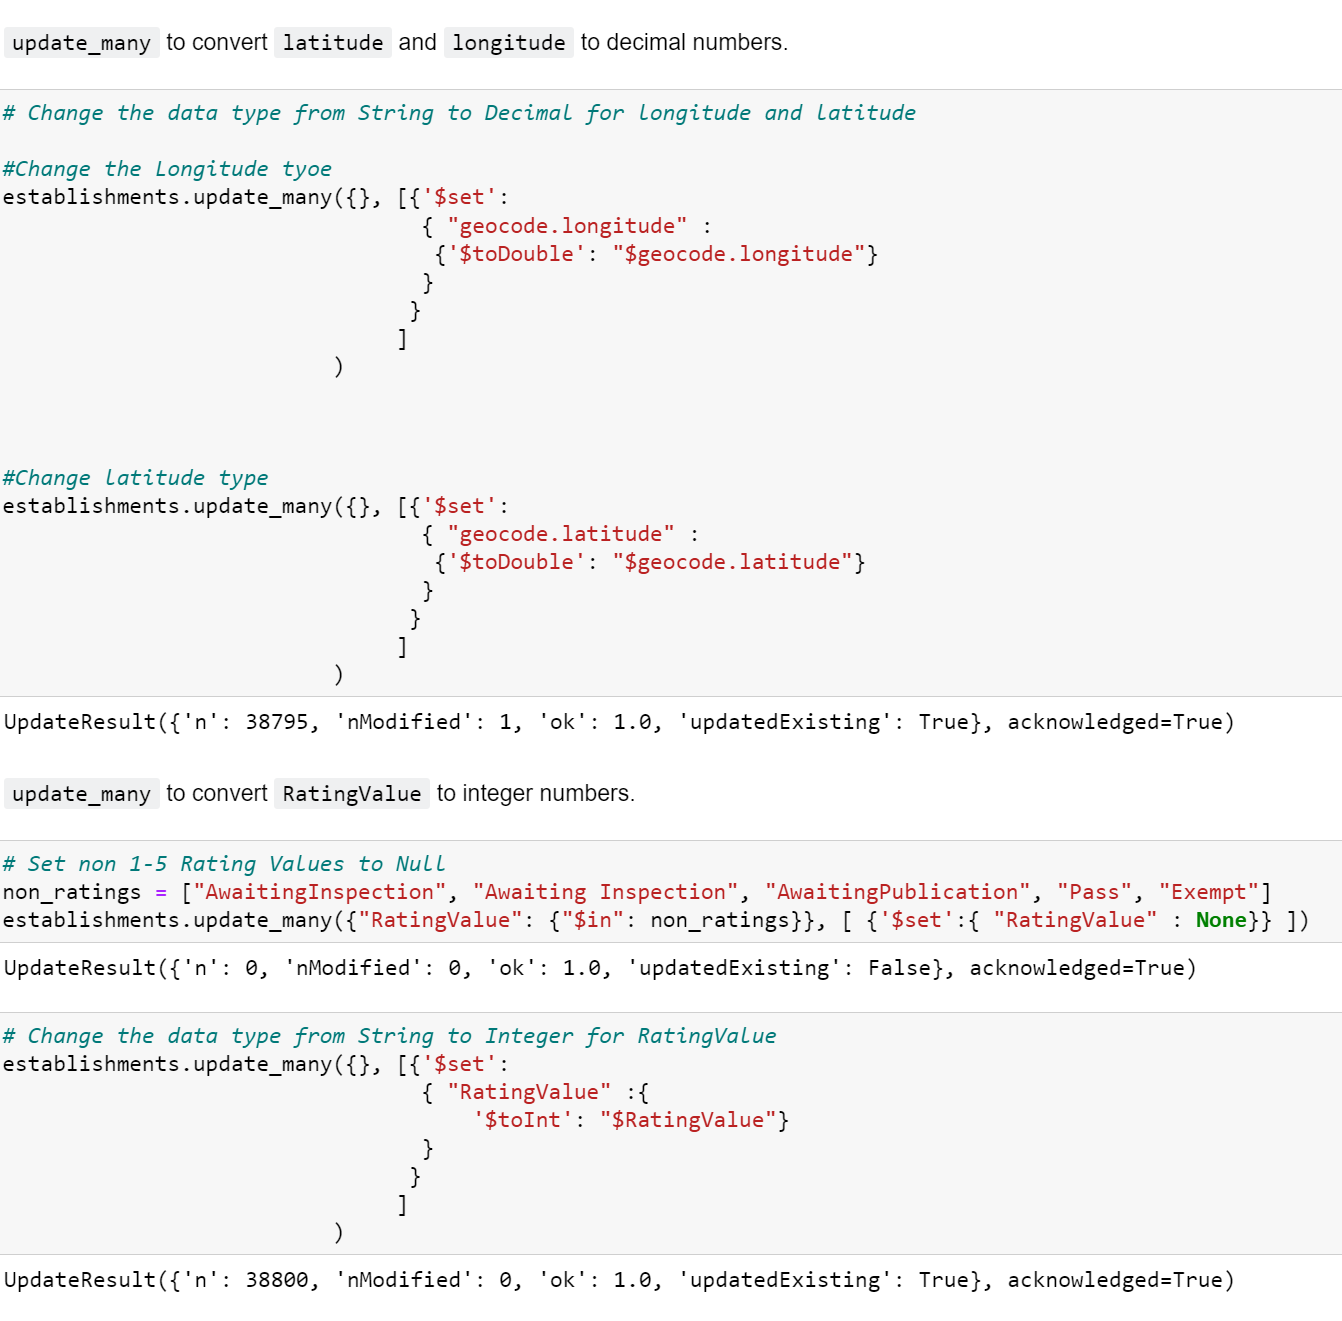 update_many to convert latitude and longitude to decimal numbers.
# Change the data type from String to Decimal for longitude and latitude
#Change the Longitude tyoe
establishments.update_many({}, [{'$set':
{ "geocode.longitude" :
{'$toDouble': "$geocode.longitude"}
}
}
]
)
#Change latitude type
establishments.update_many({}, [{'$set':
{ "geocode.latitude" :
{'$toDouble': "$geocode.latitude"}
}
}
]
)
UpdateResult({'n': 38795, 'nModified': 1, 'ok': 1.0, 'updatedExisting': True}, acknowledged=True)
update_many to convert RatingValue to integer numbers.
# Set non 1-5 Rating Values to Null
non_ratings = ["AwaitingInspection", "Awaiting Inspection", "AwaitingPublication", "Pass", "Exempt"]
establishments.update_many({"RatingValue": {"$in": non_ratings}}, [ {'$set':{ "RatingValue" : None}} ])
UpdateResult({'n': 0, 'nModified': 0, 'ok': 1.0, 'updatedExisting': False}, acknowledged=True)
# Change the data type from String to Integer for RatingValue
establishments.update_many({}, [{'$set':
{ "RatingValue" :{
'$toInt': "$RatingValue"}
}
}
]
)
UpdateResult({'n': 38800, 'nModified': 0, 'ok': 1.0, 'updatedExisting': True}, acknowledged=True)